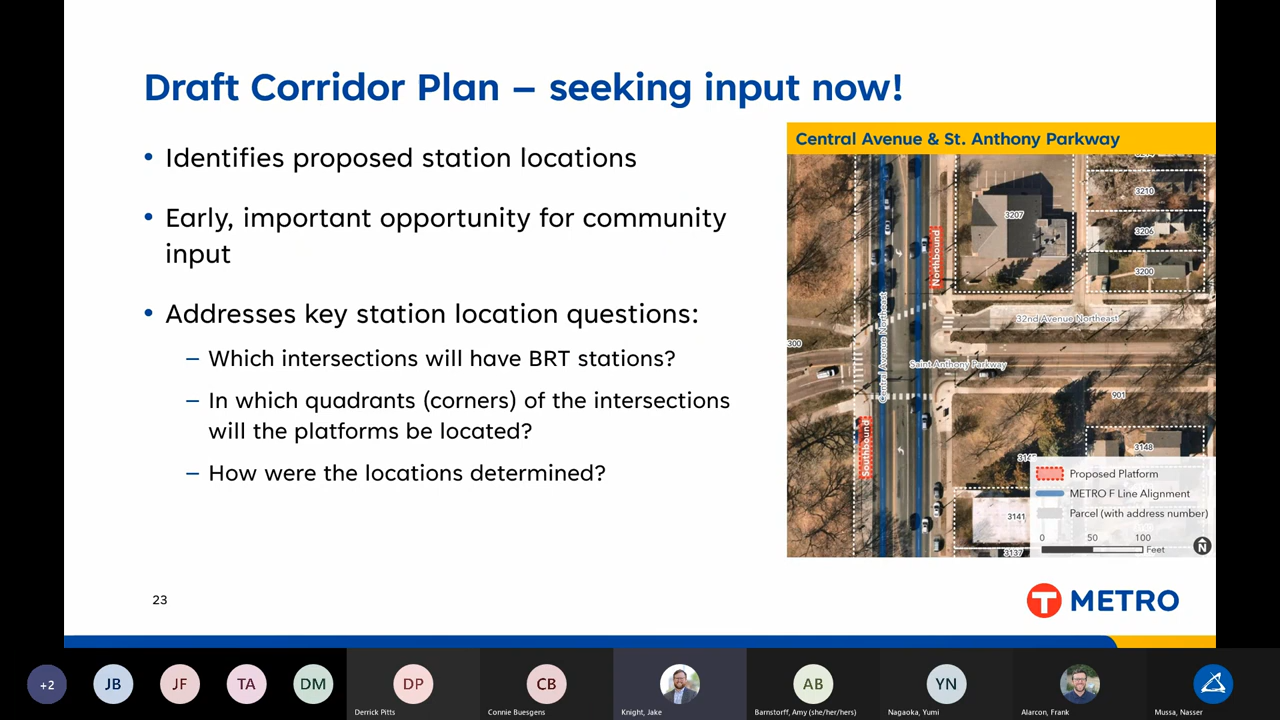 Draft Corridor Plan – seeking input now!
• Identifies proposed station locations
• Early, important opportunity for community
input
• Addresses key station location questions:
– Which intersections will have BRT stations?
– In which quadrants (corners) of the intersections
will the platforms be located?
– How were the locations determined?
Central Avenue & St. Anthony Parkway
3210
3207
3206
3200
Northbound
Central Avenue Northeast
32nd Avenue Northeast
300
Saint Anthony Parkway
901
Southbound
3148
3141
3137
Proposed Platform
METRO F Line Alignment
Parcel (with address number)
0 50 100
Feet
N
23
T METRO
+2
JB
JF
TA
DM
DP
Derrick Pitts
CB
Connie Buesgens
Knight, Jake
AB
Barnstorff, Amy (she/her/hers)
YN
Nagaoka, Yumi
Alarcon, Frank
Mussa, Nasser